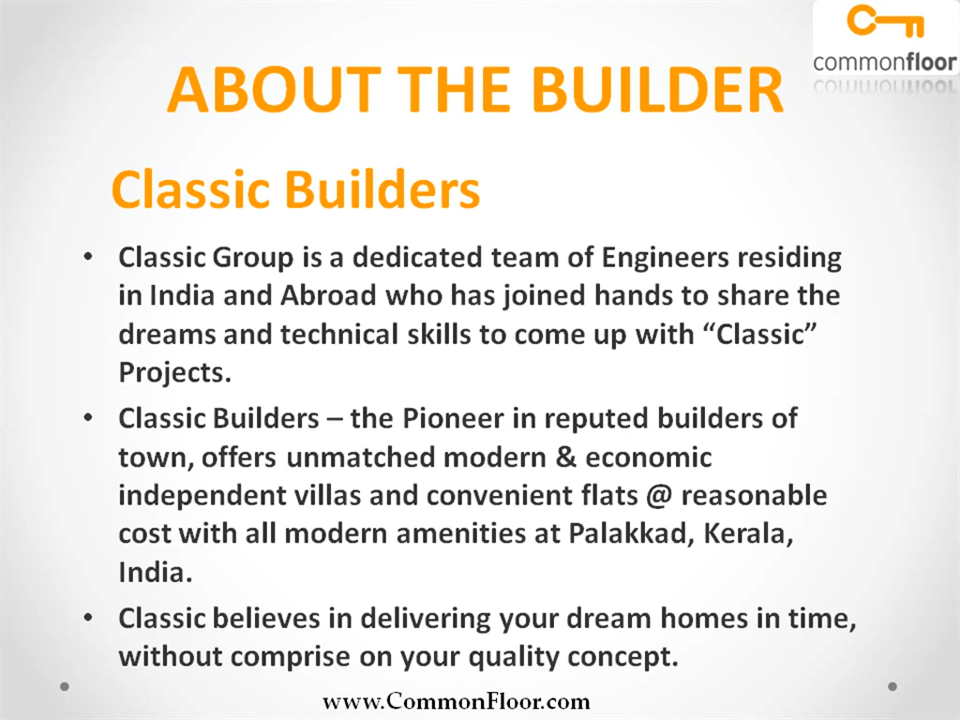 commonfloor
ABOUT THE BUILDER
Classic Builders
• Classic Group is a dedicated team of Engineers residing
in India and Abroad who has joined hands to share the
dreams and technical skills to come up with “Classic”
Projects.
• Classic Builders – the Pioneer in reputed builders of
town, offers unmatched modern & economic
independent villas and convenient flats @ reasonable
cost with all modern amenities at Palakkad, Kerala,
India.
• Classic believes in delivering your dream homes in time,
without comprise on your quality concept.
www.CommonFloor.com